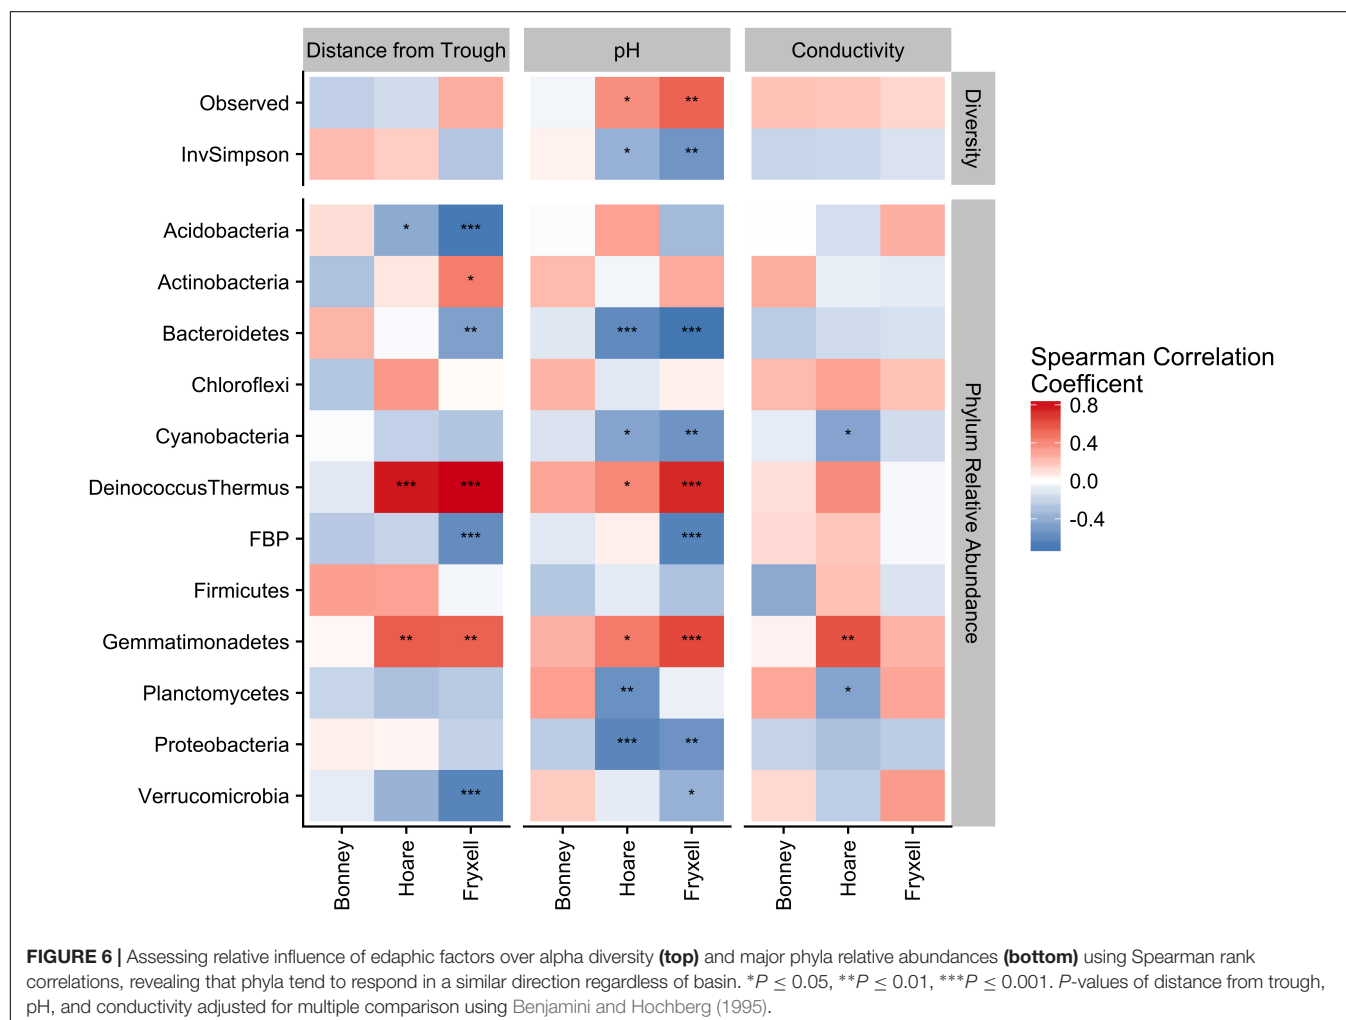 Distance from Trough
pH
Conductivity
Diversity
Observed
* **
InvSimpson
* **
Phylum Relative Abundance
Acidobacteria
* ***
Actinobacteria
*
Bacteroidetes
** *** ***
Chloroflexi
Cyanobacteria
* ** *
DeinococcusThermus
*** *** * ***
FBP
*** ***
Firmicutes
Gemmatimonadetes
** ** * *** **
Planctomycetes
** *
Proteobacteria
*** **
Verrucomicrobia
*** *
Bonney
Hoare
Fryxell
Bonney
Hoare
Fryxell
Bonney
Hoare
Fryxell
Spearman Correlation
Coefficent
0.8
0.4
0.0
-0.4
FIGURE 6 | Assessing relative influence of edaphic factors over alpha diversity (top) and major phyla relative abundances (bottom) using Spearman rank
correlations, revealing that phyla tend to respond in a similar direction regardless of basin. *P ≤ 0.05, **P ≤ 0.01, ***P ≤ 0.001. P-values of distance from trough,
pH, and conductivity adjusted for multiple comparison using Benjamini and Hochberg (1995).